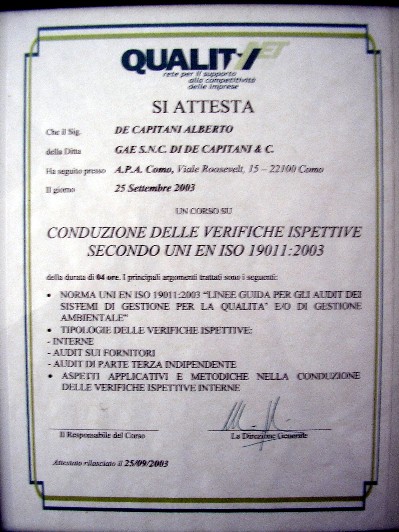 QUALITYNET
rete per il supporto
alla competitività
delle imprese
SI ATTESTA
Che il Sig. DE CAPITANI ALBERTO
della Ditta GAE S.N.C. DI DE CAPITANI & C.
Ha seguito presso A.P.A. Como, Viale Roosevelt, 15 – 22100 Como
Il giorno 25 Settembre 2003
UN CORSO SU
CONDUZIONE DELLE VERIFICHE ISPETTIVE
SECONDO UNI EN ISO 19011:2003
della durata di 04 ore. I principali argomenti trattati sono i seguenti:
• NORMA UNI EN ISO 19011:2003 “LINEE GUIDA PER GLI AUDIT DEI
SISTEMI DI GESTIONE PER LA QUALITA' E/O DI GESTIONE
AMBIENTALE”
• TIPOLOGIE DELLE VERIFICHE ISPETTIVE:
- INTERNE
- AUDIT SUI FORNITORI
- AUDIT DI PARTE TERZA INDIPENDENTE
• ASPETTI APPLICATIVI E METODICHE NELLA CONDUZIONE
DELLE VERIFICHE ISPETTIVE INTERNE
Il Responsabile del Corso La Direzione Generale
Attestato rilasciato il 25/09/2003